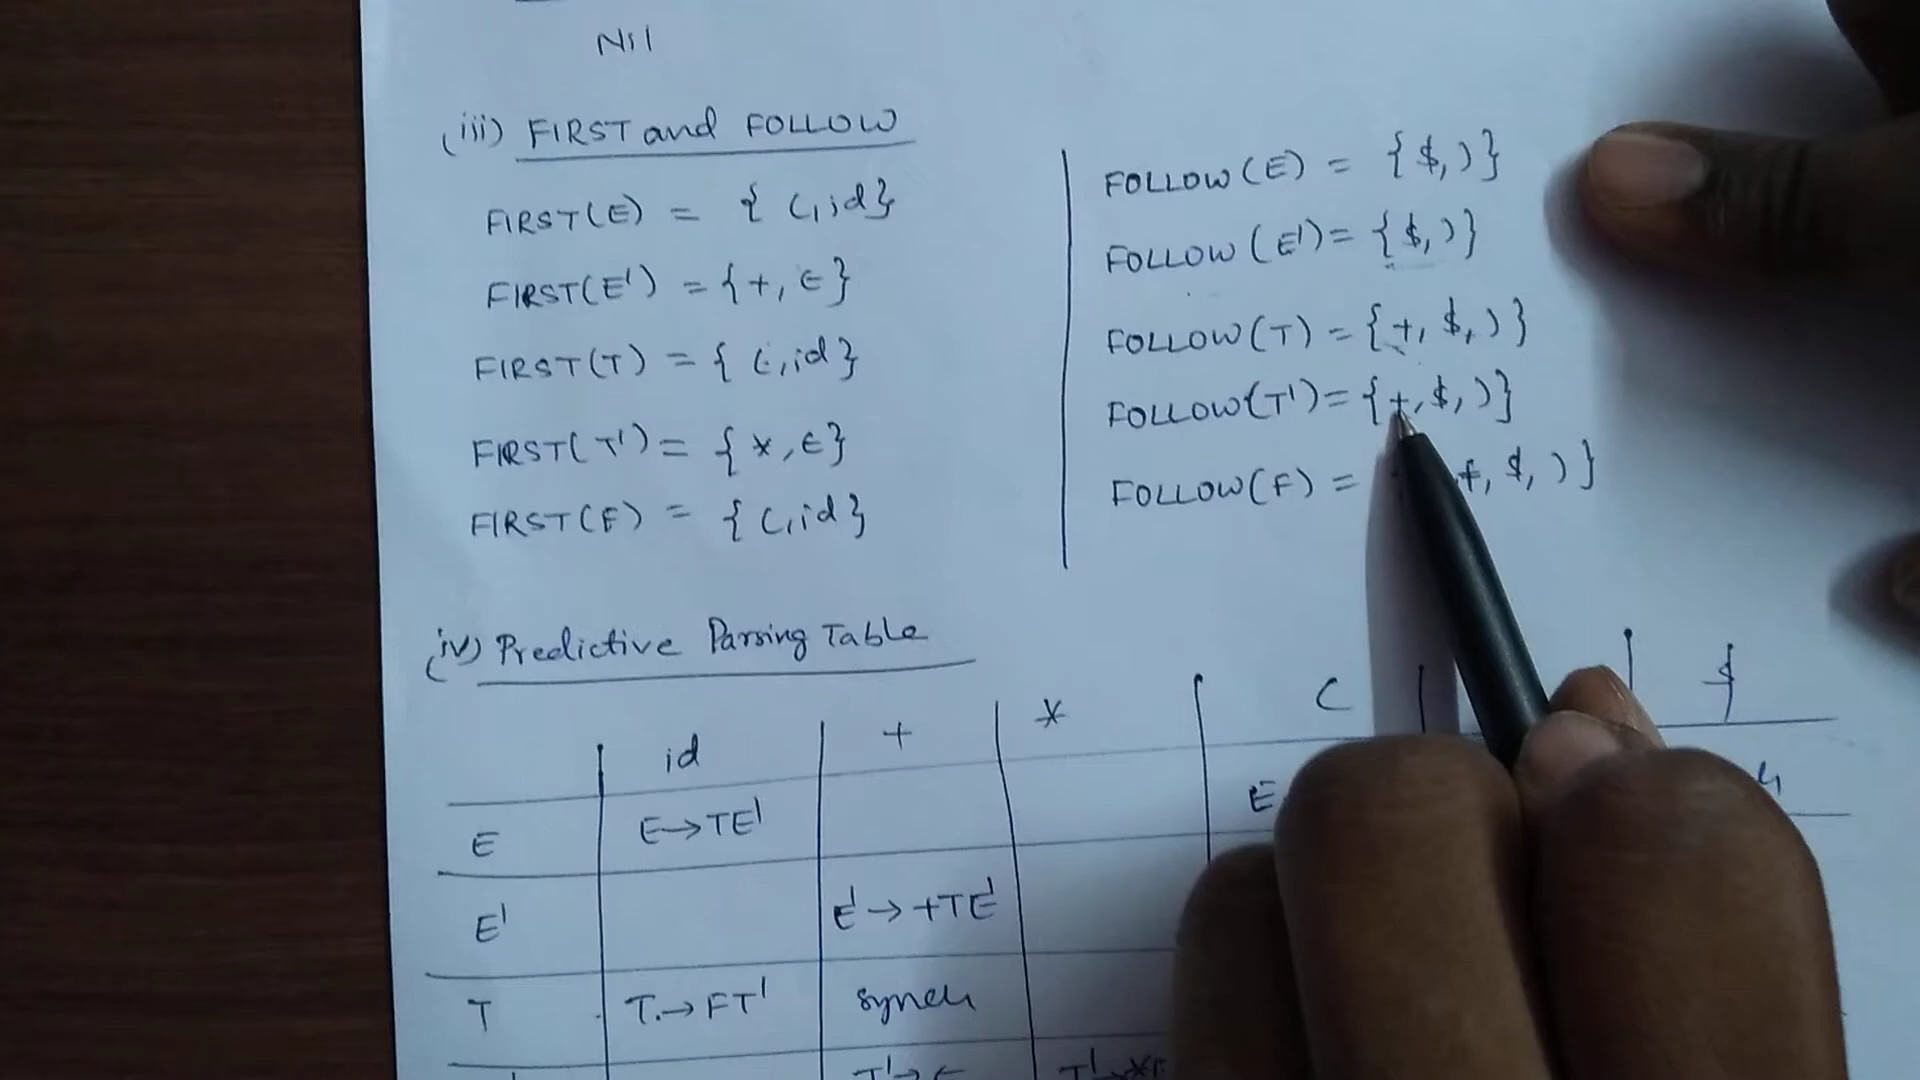 Nil
(iii) FIRST and FOLLOW
FIRST(E) = { (, id}
FIRST(E') = {+, ∈}
FIRST(T) = { (, id}
FIRST(T') = { *, ∈}
FIRST(F) = { (, id}
FOLLOW(E) = {$, )}
FOLLOW(E') = {$, )}
FOLLOW(T) = {+, $, )}
FOLLOW(T') = {+, $, )}
FOLLOW(F) = +, $, ) }
(iv) Predictive Parsing Table
id + * ( $
E E→TE' E
E' E'→+TE'
T T→FT' synch